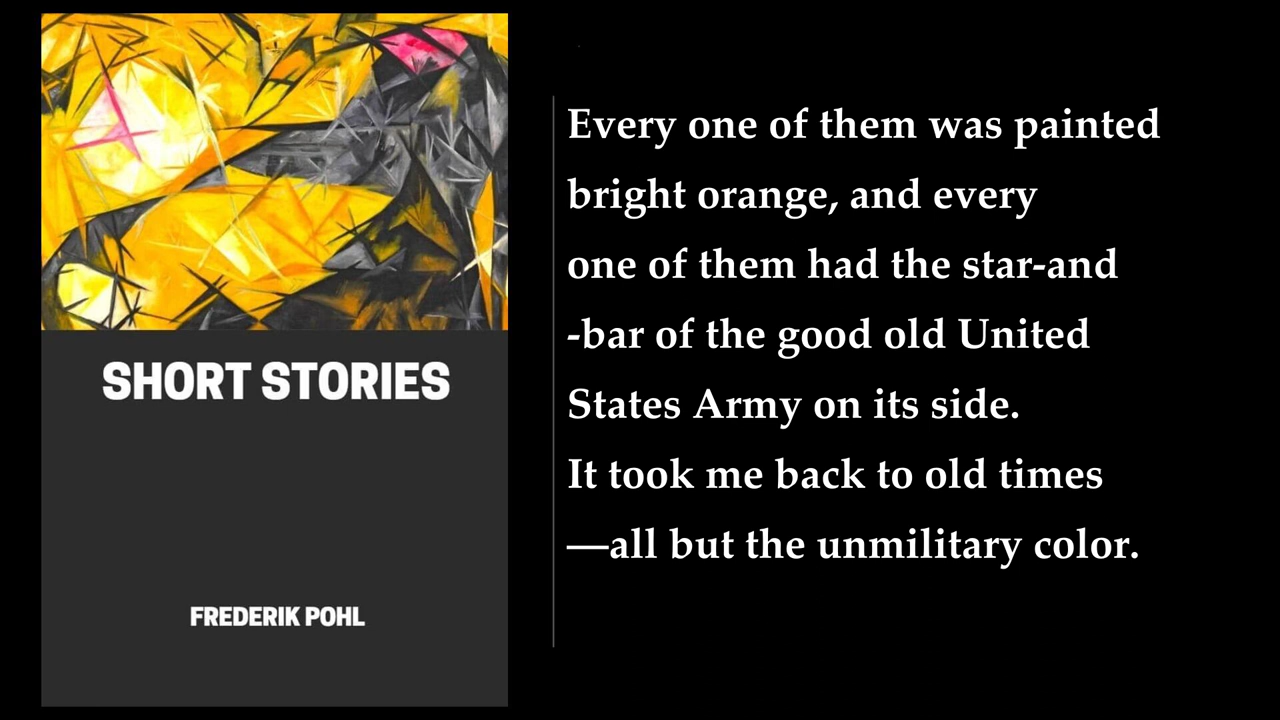 SHORT STORIES
FREDERIK POHL
Every one of them was painted
bright orange, and every
one of them had the star-and
-bar of the good old United
States Army on its side.
It took me back to old times
—all but the unmilitary color.